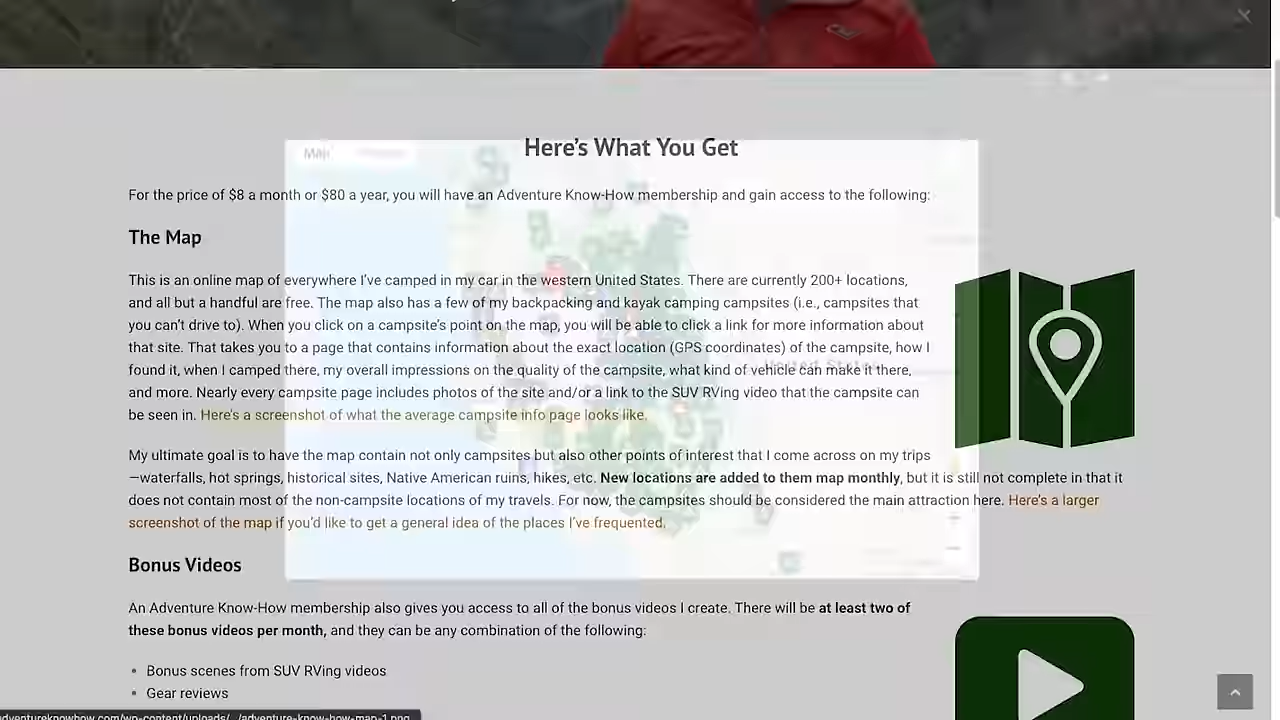 Map
Here's What You Get
For the price of $8 a month or $80 a year, you will have an Adventure Know-How membership and gain access to the following:
The Map
This is an online map of everywhere I've camped in my car in the western United States. There are currently 200+ locations,
and all but a handful are free. The map also has a few of my backpacking and kayak camping campsites (i.e., campsites that
you can't drive to). When you click on a campsite's point on the map, you will be able to click a link for more information about
that site. That takes you to a page that contains information about the exact location (GPS coordinates) of the campsite, how I
found it, when I camped there, my overall impressions on the quality of the campsite, what kind of vehicle can make it there,
United States
and more. Nearly every campsite page includes photos of the site and/or a link to the SUV RVing video that the campsite can
be seen in. Here's a screenshot of what the average campsite info page looks like.
My ultimate goal is to have the map contain not only campsites but also other points of interest that I come across on my trips
—waterfalls, hot springs, historical sites, Native American ruins, hikes, etc. New locations are added to them map monthly, but it is still not complete in that it
does not contain most of the non-campsite locations of my travels. For now, the campsites should be considered the main attraction here. Here's a larger
screenshot of the map if you'd like to get a general idea of the places I've frequented.
Bonus Videos
An Adventure Know-How membership also gives you access to all of the bonus videos I create. There will be at least two of
these bonus videos per month, and they can be any combination of the following:
• Bonus scenes from SUV RVing videos
• Gear reviews
adventureknowhow.com/wp-content/uploads/.../adventure-know-how-map-1.png